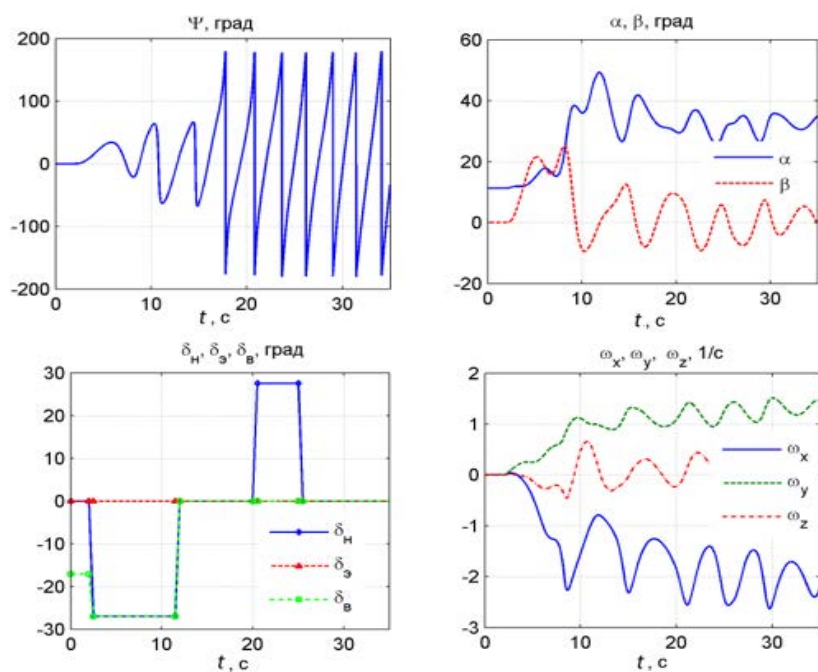 Ψ, град
200
100
0
-100
-200
0
10
20
30
t , с
α, β, град
60
40
20
0
-20
α
β
0
10
20
30
t , с
δн, δэ, δв, град
30
20
10
0
-10
-20
-30
δн
δэ
δв
0
10
20
30
t , с
ωx, ωy, ωz, 1/с
2
1
0
-1
-2
-3
ωx
ωy
ωz
0
10
20
30
t , с